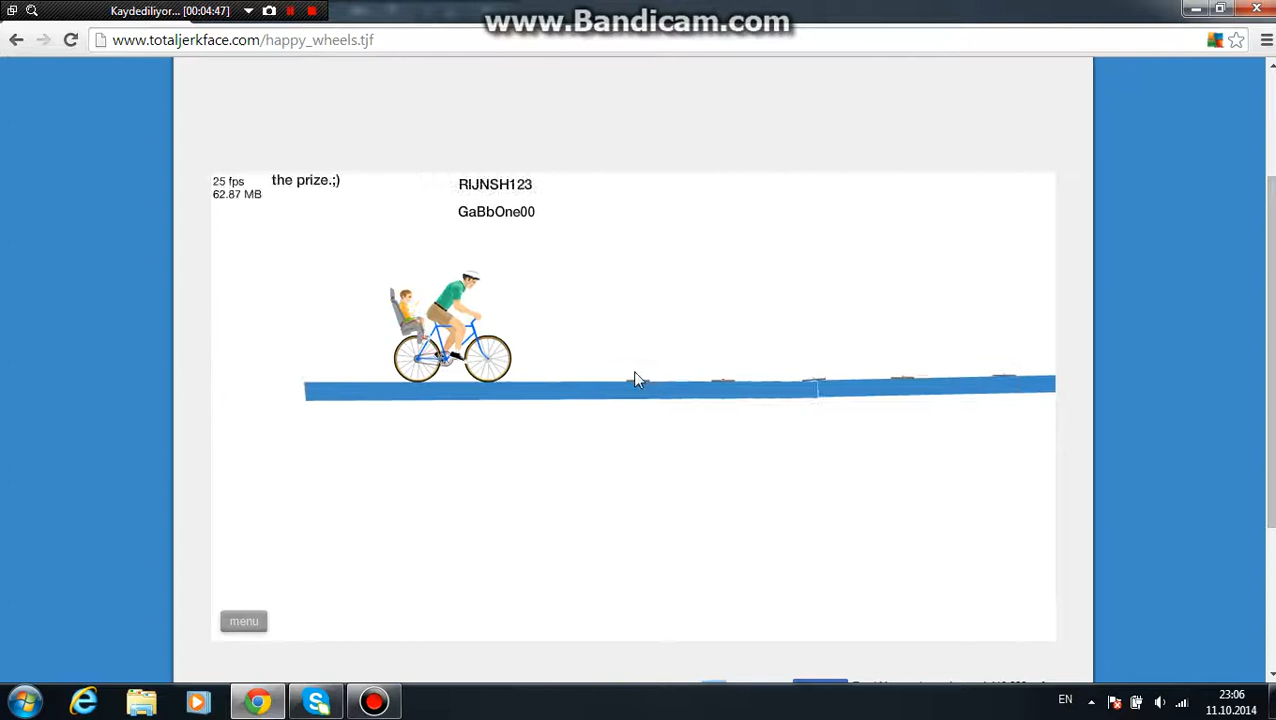 Kaydediliyor... [00:04:47]
www.Bandicam.com
www.totaljerkface.com/happy_wheels.tjf
25 fps
62.87 MB
the prize.;)
RIJNSH123
GaBbOne00
menu
EN
23:06
11.10.2014